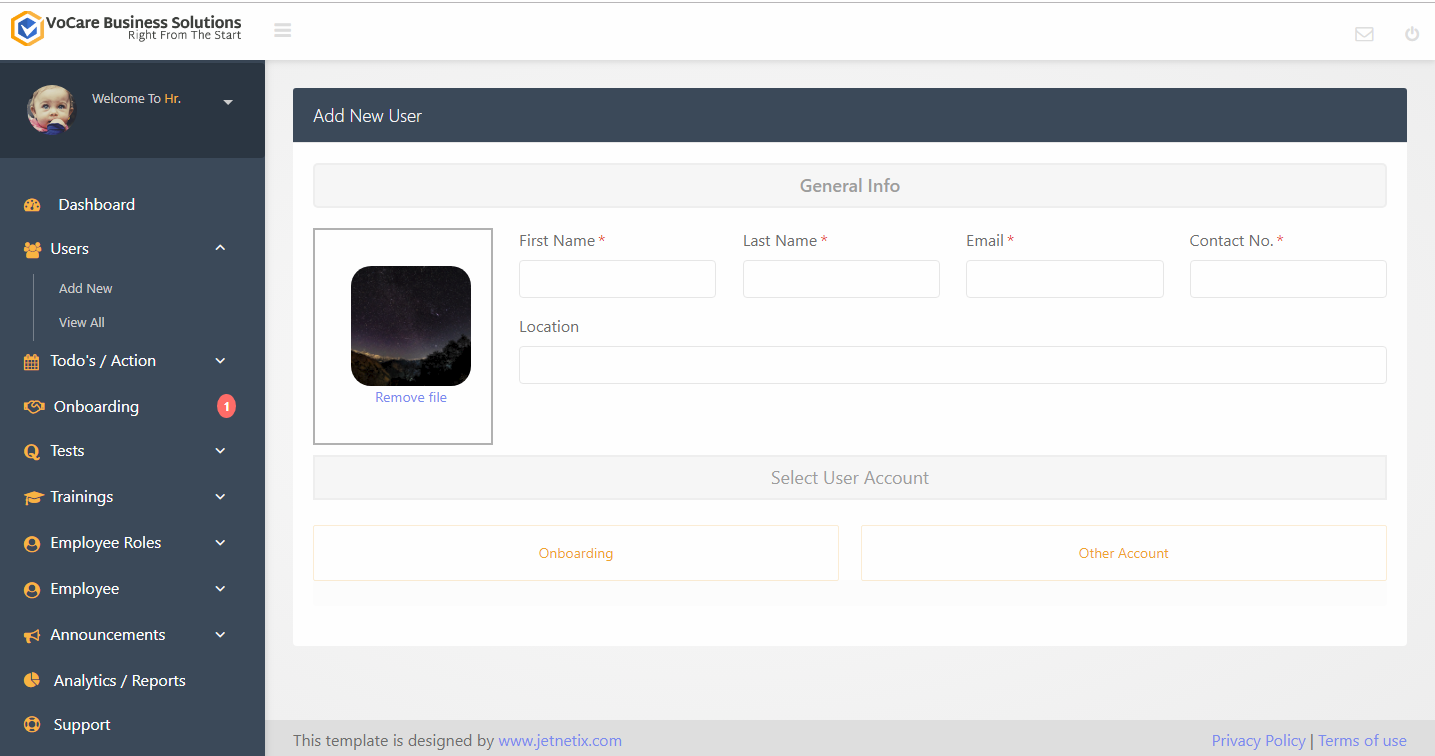 VoCare Business Solutions
Right From The Start
Welcome To Hr.
Dashboard
Users
Add New
View All
Todo's / Action
Onboarding 1
Tests
Trainings
Employee Roles
Employee
Announcements
Analytics / Reports
Support
Add New User
General Info
First Name * Last Name * Email * Contact No. *
Location
Remove file
Select User Account
Onboarding Other Account
This template is designed by www.jetnetix.com Privacy Policy | Terms of use